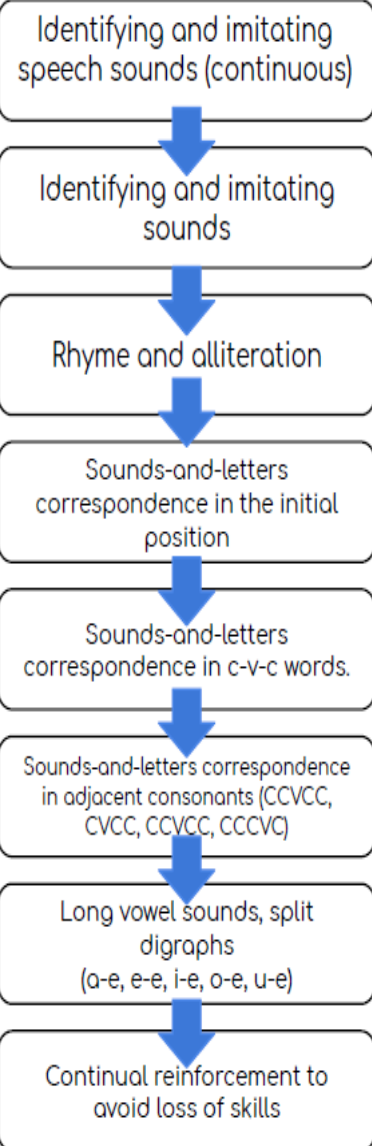 Identifying and imitating
speech sounds (continuous)
Identifying and imitating
sounds
Rhyme and alliteration
Sounds-and-letters
correspondence in the initial
position
Sounds-and-letters
correspondence in c-v-c words.
Sounds-and-letters correspondence
in adjacent consonants (CCVCC,
CVCC, CCVCC, CCCVC)
Long vowel sounds, split
digraphs
(a-e, e-e, i-e, o-e, u-e)
Continual reinforcement to
avoid loss of skills